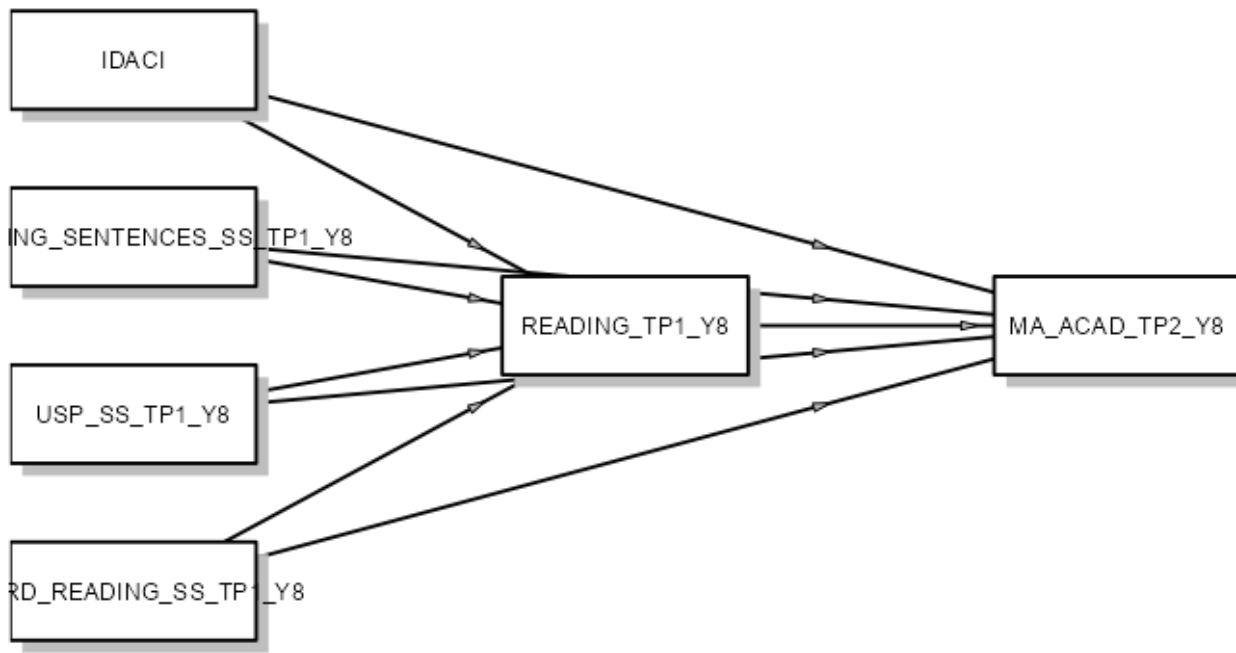 IDACI
ING_SENTENCES_SS_TP1_Y8
READING_TP1_Y8
MA_ACAD_TP2_Y8
USP_SS_TP1_Y8
RD_READING_SS_TP1_Y8